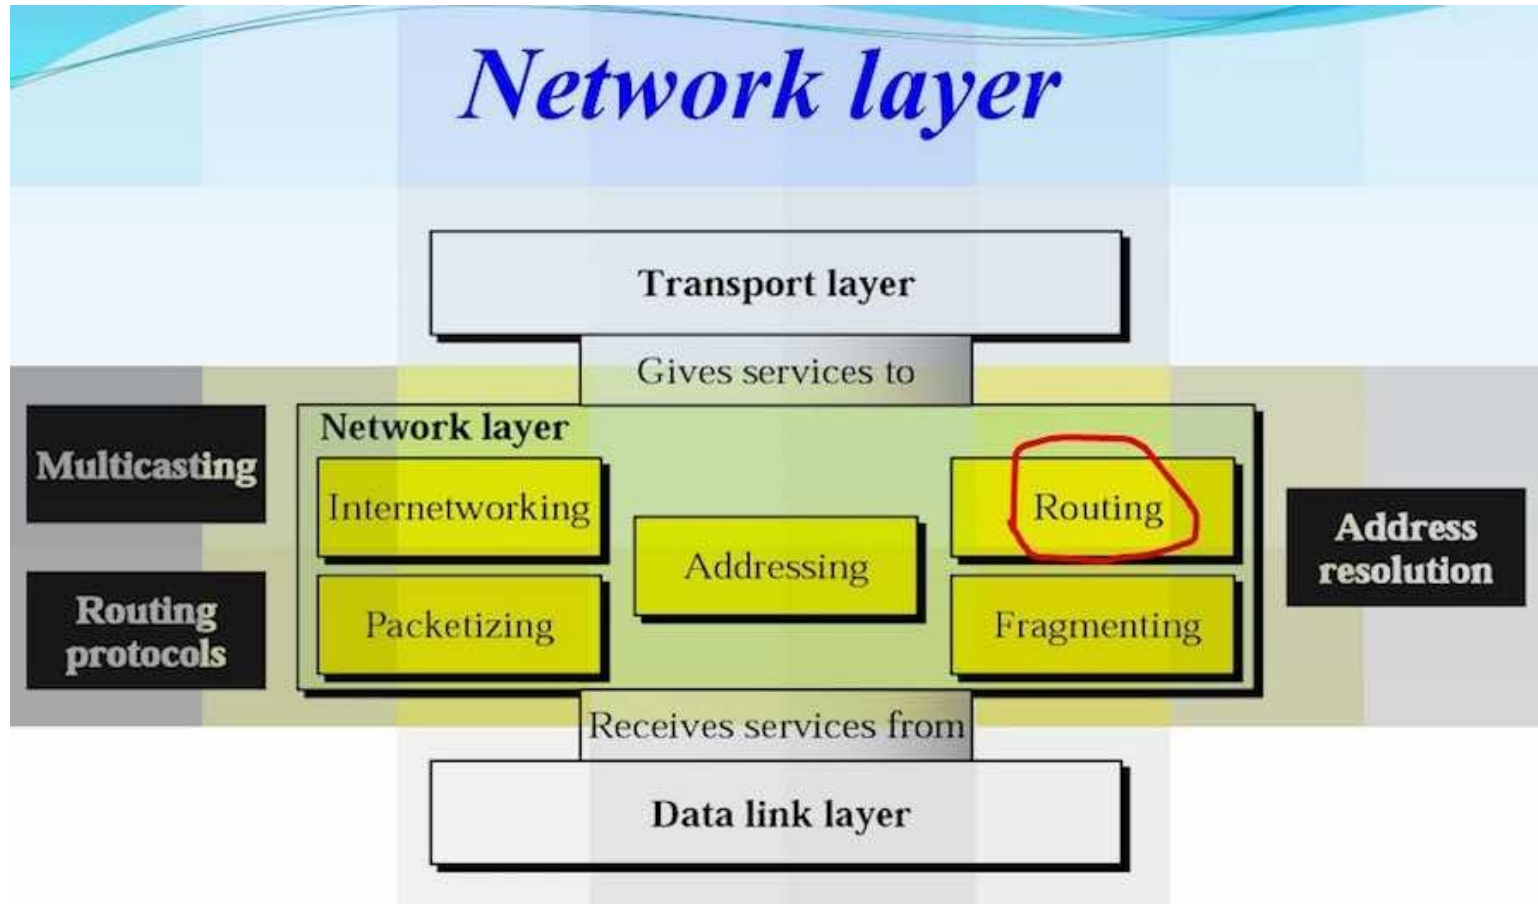 Network layer
Transport layer
Gives services to
Multicasting
Routing
protocols
Network layer
Internetworking
Packetizing
Addressing
Routing
Fragmenting
Address
resolution
Receives services from
Data link layer